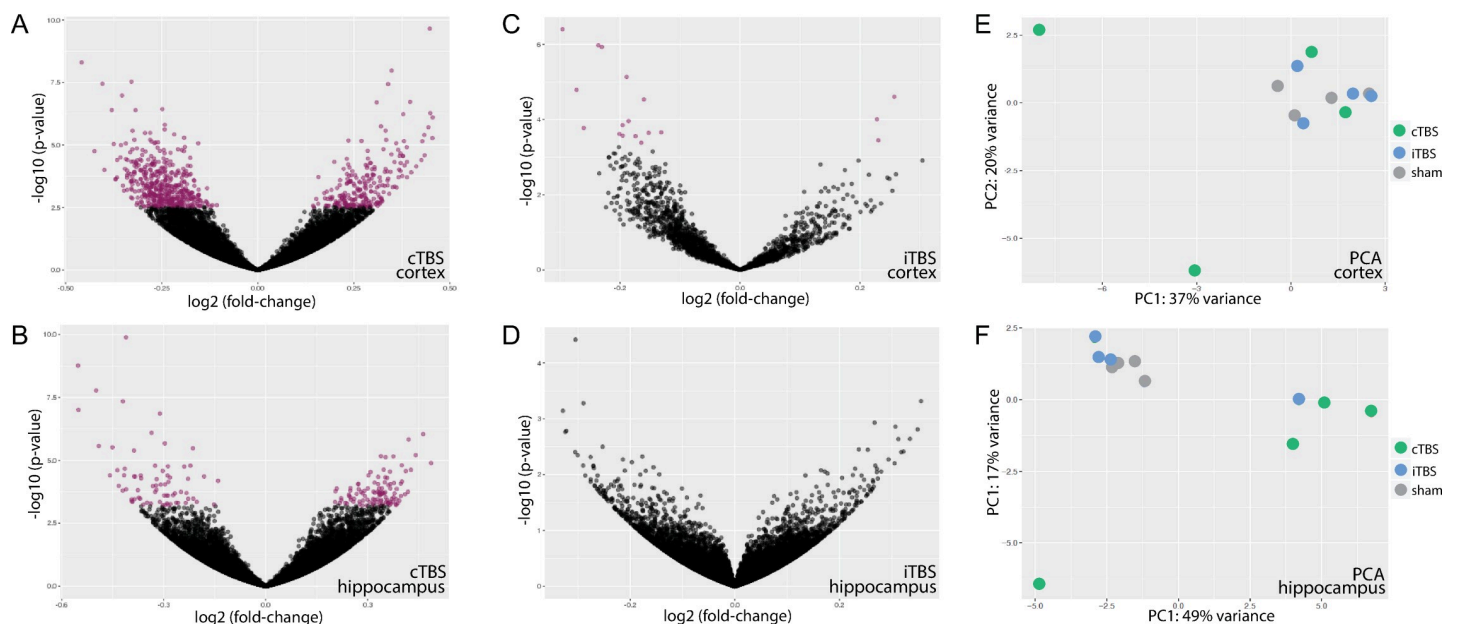 A
10.0
7.5
5.0
2.5
0.0
-log10 (p-value)
-0.50
-0.25
0.00
0.25
0.50
log2 (fold-change)
cTBS
cortex
B
10.0
7.5
5.0
2.5
0.0
-log10 (p-value)
-0.6
-0.3
0.0
0.3
log2 (fold-change)
cTBS
hippocampus
C
6
4
2
0
-log10 (p-value)
-0.2
0.0
0.2
log2 (fold-change)
iTBS
cortex
D
4
3
2
1
0
-log10 (p-value)
-0.2
0.0
0.2
log2 (fold-change)
iTBS
hippocampus
E
2.5
0.0
-2.5
-5.0
PC2: 20% variance
-6
-3
0
3
PC1: 37% variance
PCA
cortex
cTBS
iTBS
sham
F
2.5
0.0
-2.5
-5.0
PC1: 17% variance
-5.0
-2.5
0.0
2.5
5.0
PC1: 49% variance
PCA
hippocampus
cTBS
iTBS
sham